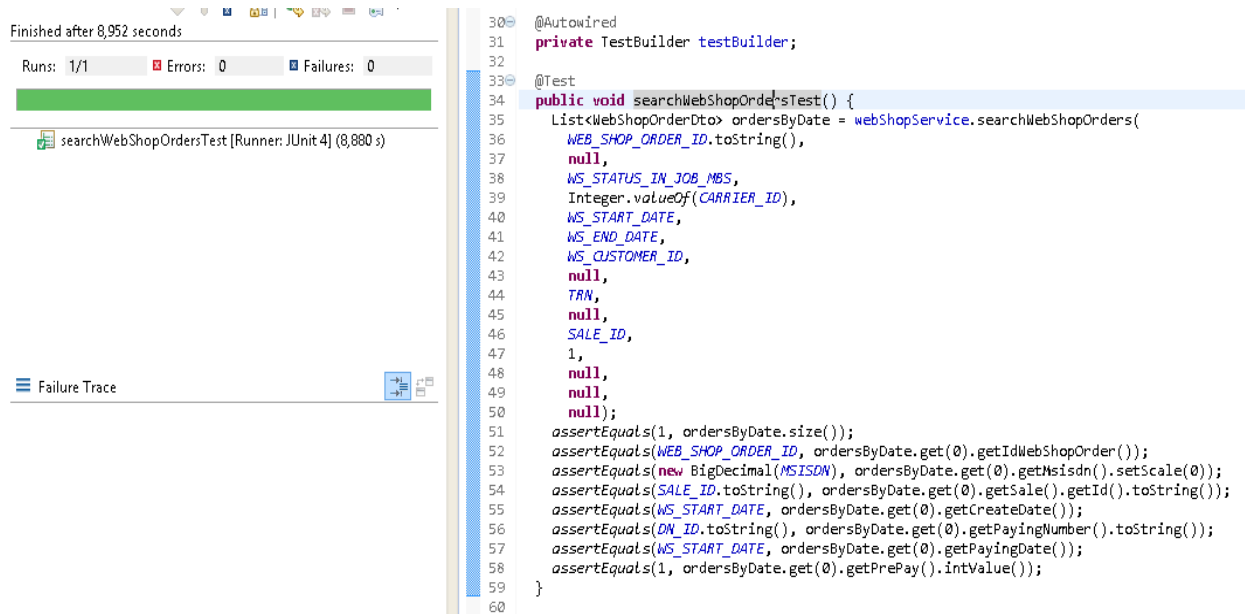 Finished after 8,952 seconds
Runs: 1/1 Errors: 0 Failures: 0
searchWebShopOrdersTest [Runner: JUnit 4] (8,880 s)
Failure Trace
30 @Autowired
31 private TestBuilder testBuilder;
32
33 @Test
34 public void searchWebShopOrdersTest() {
35 List<WebShopOrderDto> ordersByDate = webShopService.searchWebShopOrders(
36 WEB_SHOP_ORDER_ID.toString(),
37 null,
38 WS_STATUS_IN_JOB_MBS,
39 Integer.valueOf(CARRIER_ID),
40 WS_START_DATE,
41 WS_END_DATE,
42 WS_CUSTOMER_ID,
43 null,
44 TRN,
45 null,
46 SALE_ID,
47 1,
48 null,
49 null,
50 null);
51 assertEquals(1, ordersByDate.size());
52 assertEquals(WEB_SHOP_ORDER_ID, ordersByDate.get(0).getIdWebShopOrder());
53 assertEquals(new BigDecimal(MSISDN), ordersByDate.get(0).getMsisdn().setScale(0));
54 assertEquals(SALE_ID.toString(), ordersByDate.get(0).getSale().getId().toString());
55 assertEquals(WS_START_DATE, ordersByDate.get(0).getCreateDate());
56 assertEquals(DN_ID.toString(), ordersByDate.get(0).getPayingNumber().toString());
57 assertEquals(WS_START_DATE, ordersByDate.get(0).getPayingDate());
58 assertEquals(1, ordersByDate.get(0).getPrePay().intValue());
59 }
60